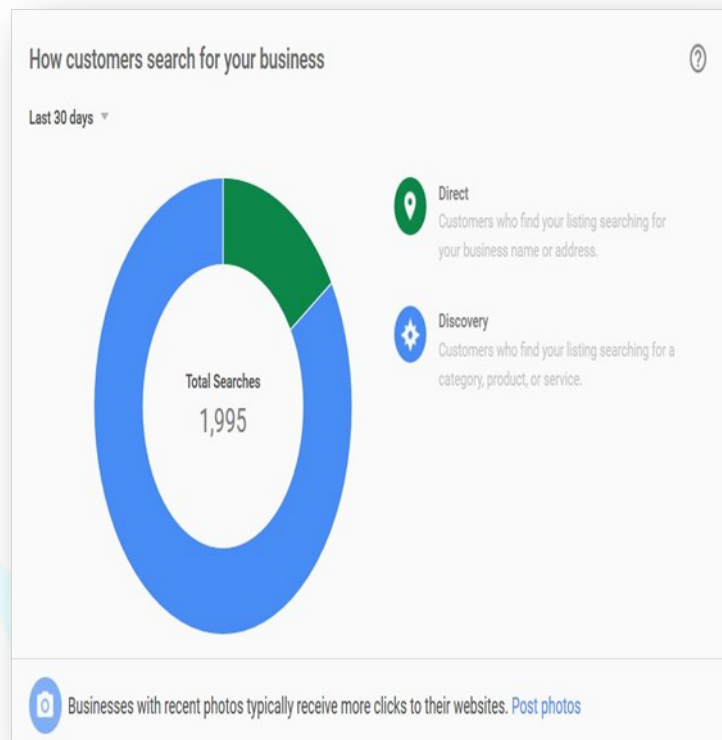 How customers search for your business
Last 30 days
Direct
Customers who find your listing searching for
your business name or address.
Discovery
Customers who find your listing searching for a
category, product, or service.
Total Searches
1,995
Businesses with recent photos typically receive more clicks to their websites. Post photos